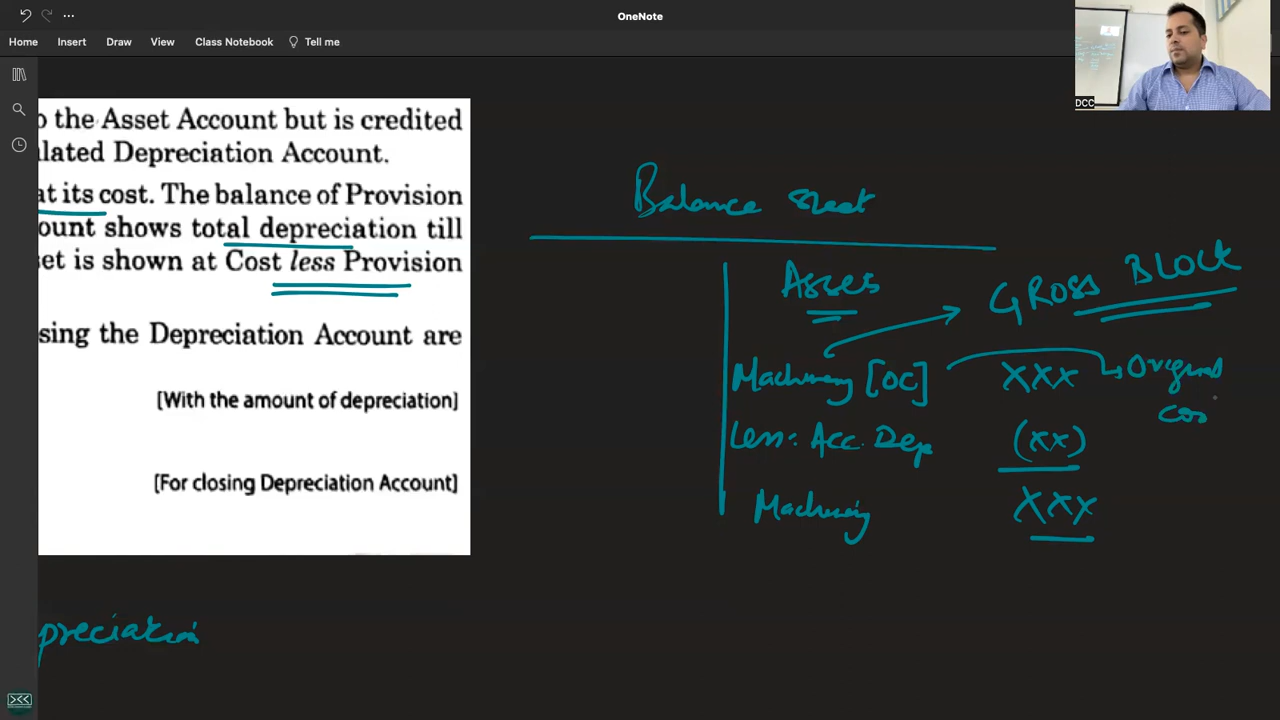 OneNote
Home Insert Draw View Class Notebook Tell me
DCC
o the Asset Account but is credited
lated Depreciation Account.
at its cost. The balance of Provision
ount shows total depreciation till
set is shown at Cost less Provision
sing the Depreciation Account are
[With the amount of depreciation]
[For closing Depreciation Account]
preciation
Balance sheet
Assets
GROSS BLOCK
Machinery [OC] XXX Original
cos
Less: Acc. Dep (xx)
Machinery XXX
DCC